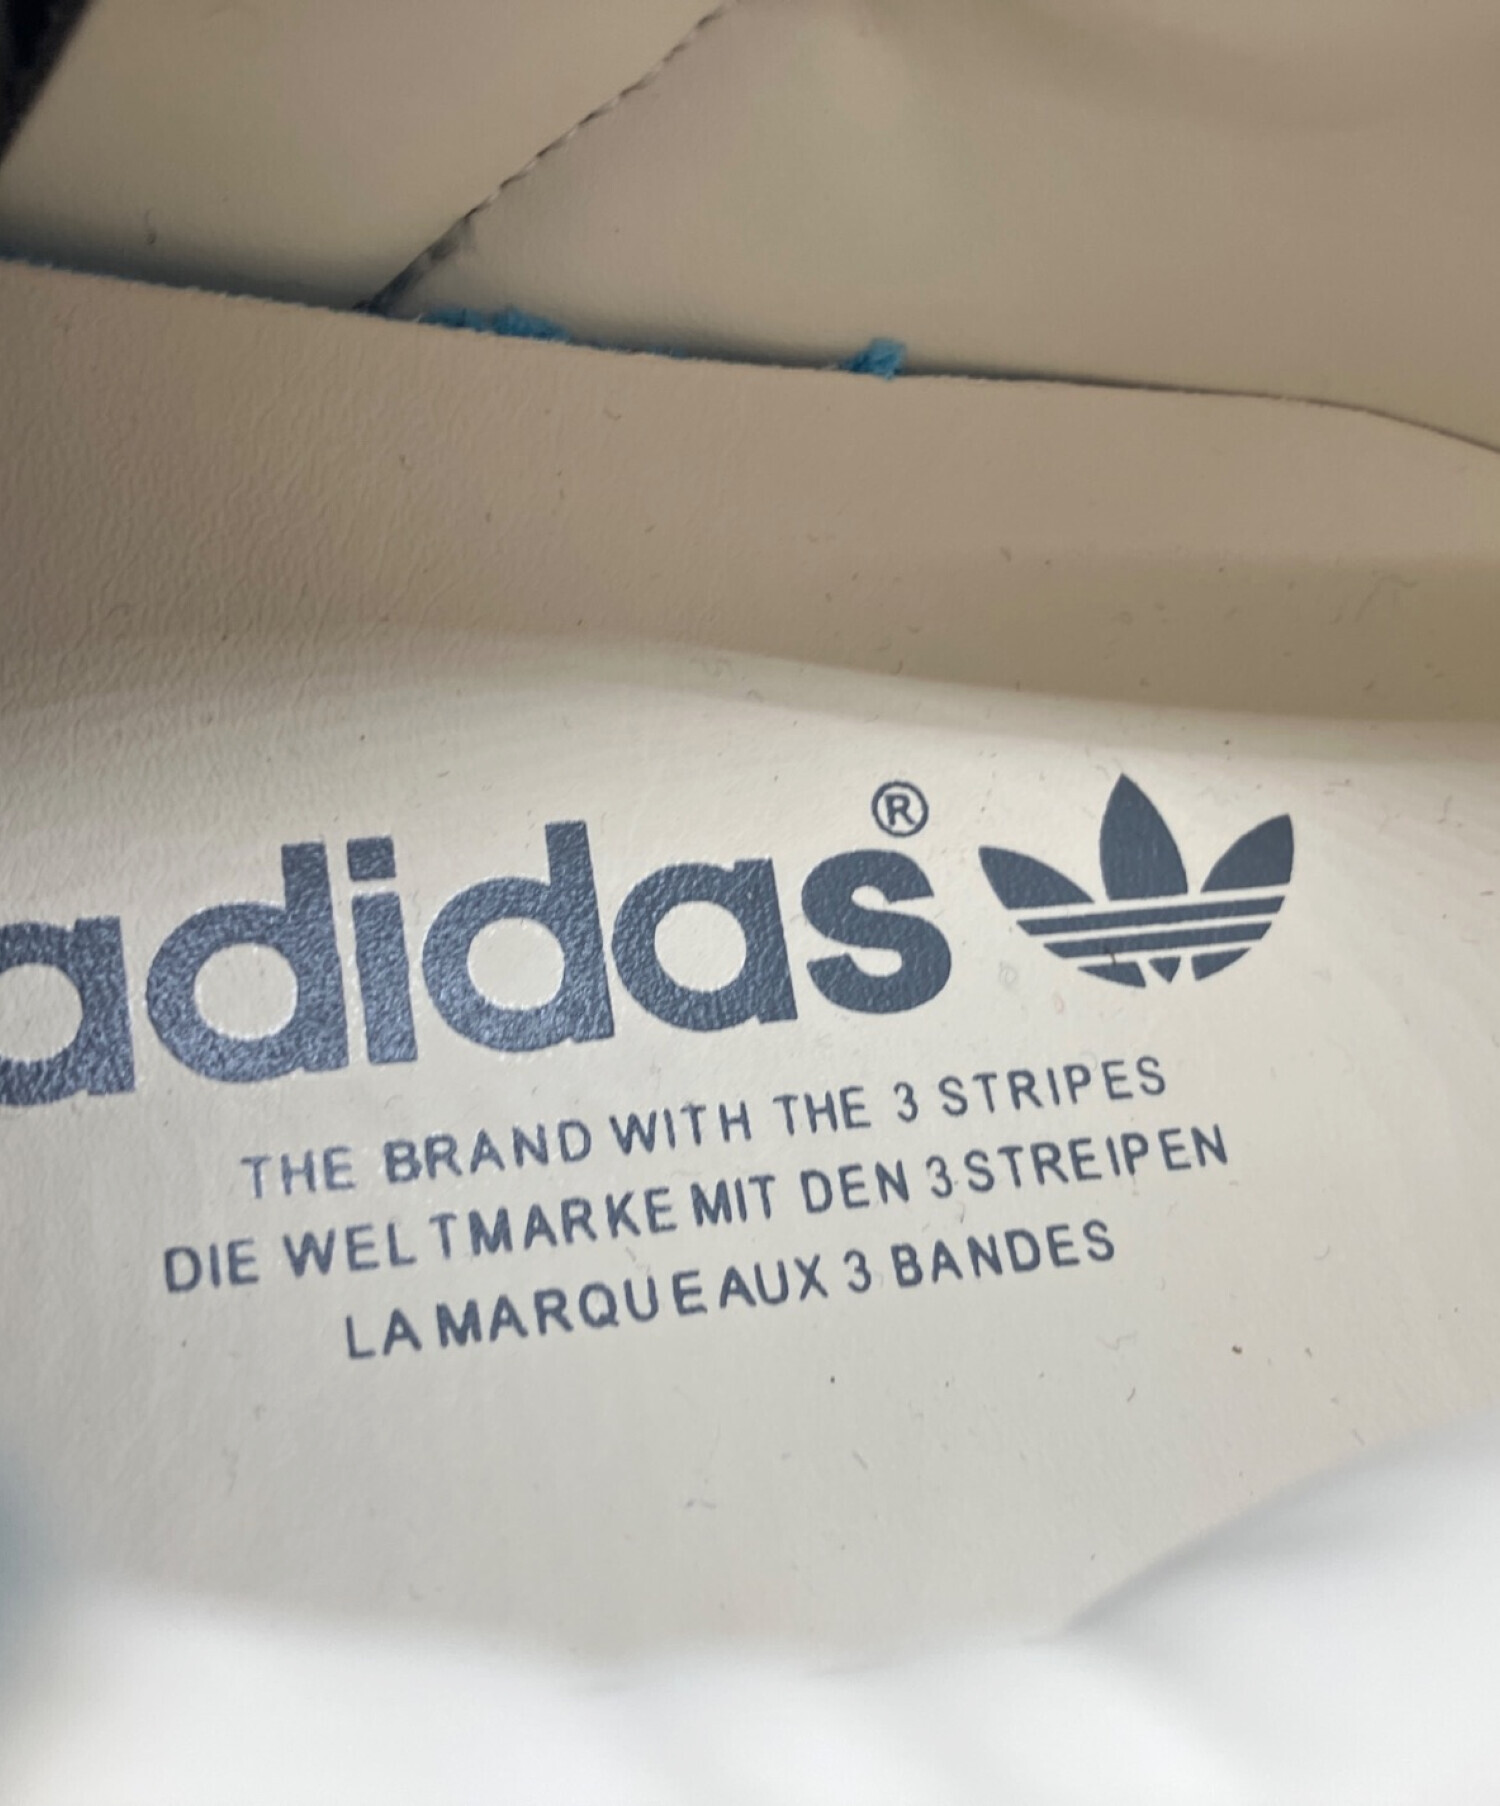 adidas®
THE BRAND WITH THE 3 STRIPES
DIE WELTMARKE MIT DEN 3 STREIPEN
LA MARQUE AUX 3 BANDES